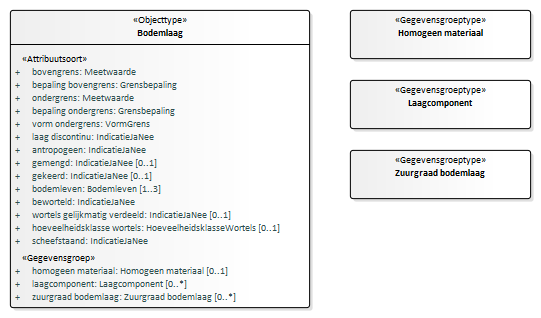 «Objecttype»
Bodemlaag
«Attribuutsoort»
+ bovengrens: Meetwaarde
+ bepaling bovengrens: Grensbepaling
+ ondergrens: Meetwaarde
+ bepaling ondergrens: Grensbepaling
+ vorm ondergrens: VormGrens
+ laag discontinu: IndicatieJaNee
+ antropogeen: IndicatieJaNee
+ gemengd: IndicatieJaNee [0..1]
+ gekeerd: IndicatieJaNee [0..1]
+ bodemleven: Bodemleven [1..3]
+ beworteld: IndicatieJaNee
+ wortels gelijkmatig verdeeld: IndicatieJaNee [0..1]
+ hoeveelheidsklasse wortels: HoeveelheidsklasseWortels [0..1]
+ scheefstaand: IndicatieJaNee
«Gegevensgroep»
+ homogeen materiaal: Homogeen materiaal [0..1]
+ laagcomponent: Laagcomponent [0..*]
+ zuurgraad bodemlaag: Zuurgraad bodemlaag [0..*]
«Gegevensgroeptype»
Homogeen materiaal
«Gegevensgroeptype»
Laagcomponent
«Gegevensgroeptype»
Zuurgraad bodemlaag